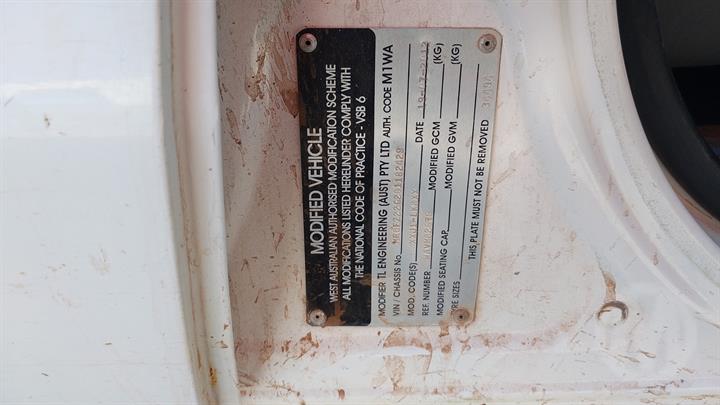 MODIFIED VEHICLE
WEST AUSTRALIAN AUTHORISED MODIFICATION SCHEME
ALL MODIFICATIONS LISTED HEREUNDER COMPLY WITH
THE NATIONAL CODE OF PRACTICE - VSB 6
MODIFIER TL ENGINEERING (AUST) PTY LTD AUTH. CODE M1WA
VIN / CHASSIS No.
MOD. CODE(S) DATE
REF. NUMBER MODIFIED GCM (KG)
MODIFIED SEATING CAP. MODIFIED GVM (KG)
RE SIZES
THIS PLATE MUST NOT BE REMOVED